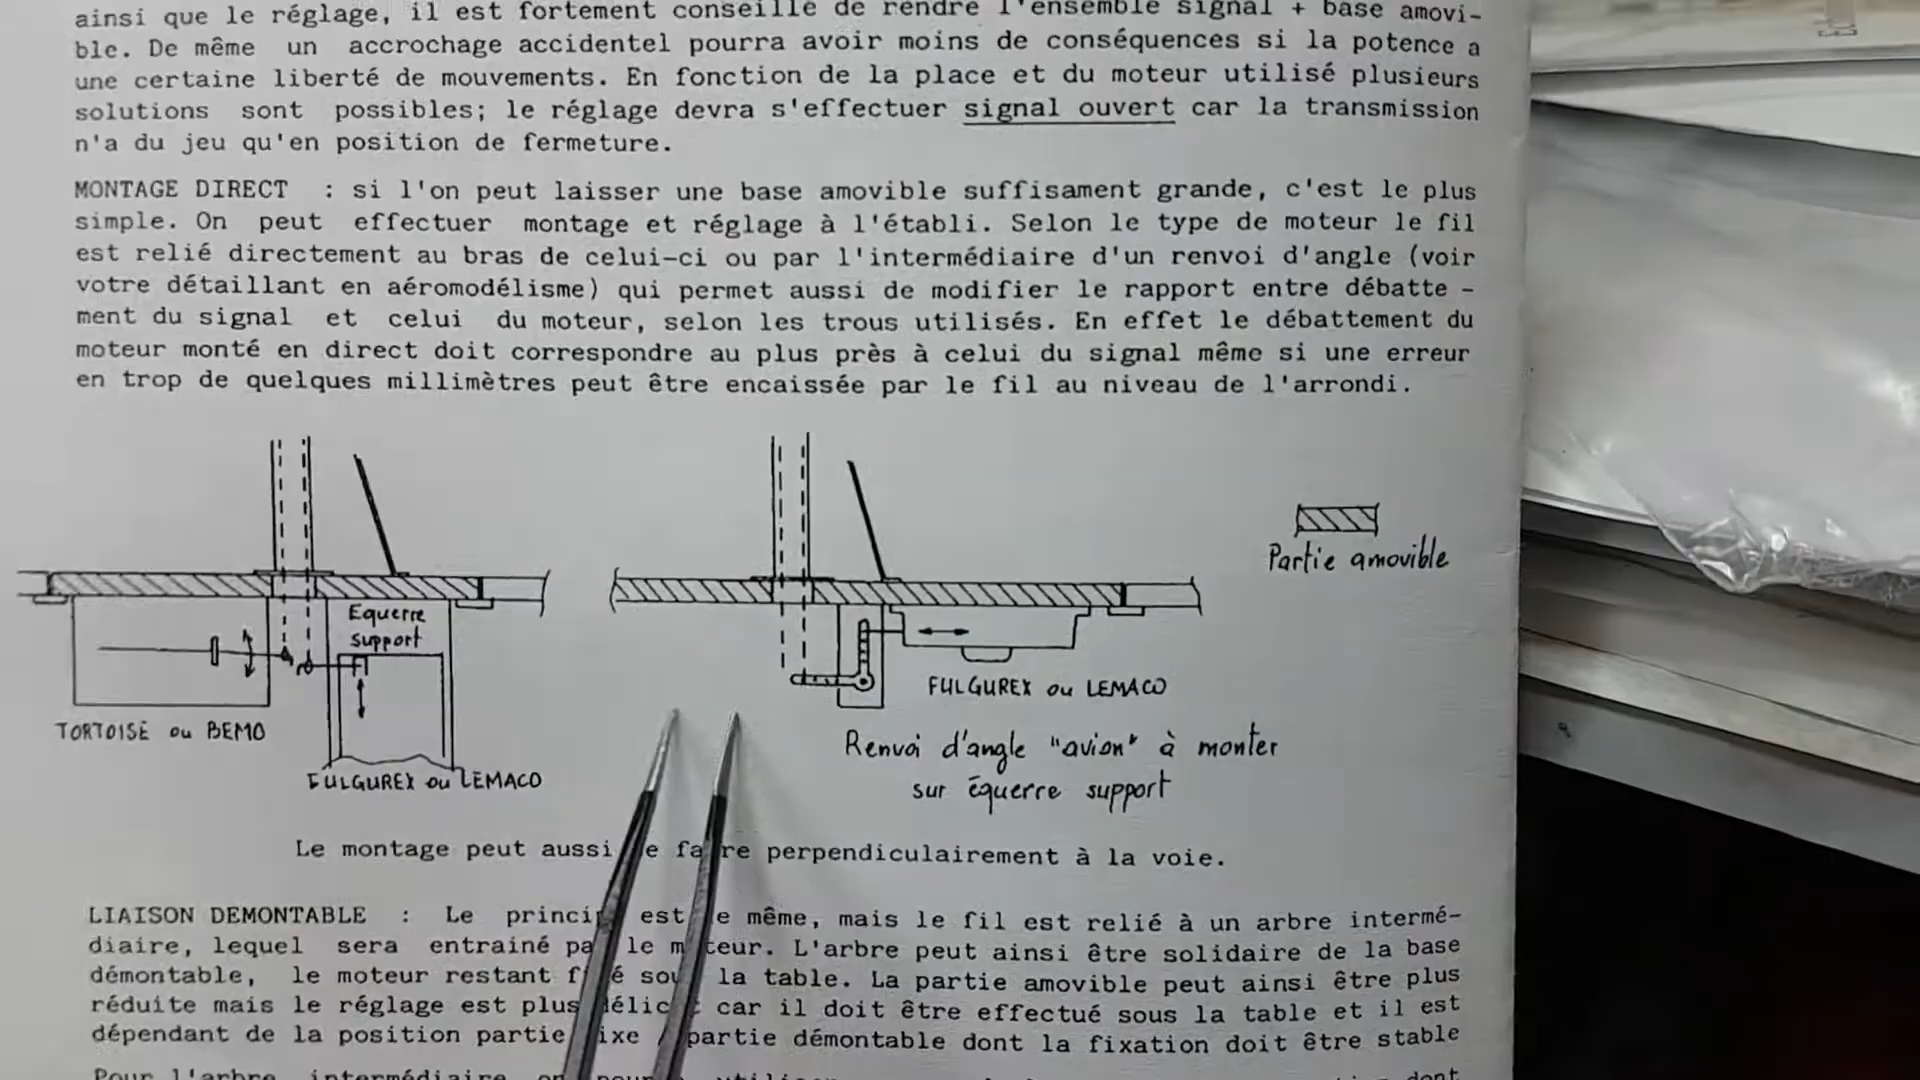 ainsi que le réglage, il est fortement conseillé de rendre l'ensemble signal + base amovi-
ble. De même un accrochage accidentel pourra avoir moins de conséquences si la potence a
une certaine liberté de mouvements. En fonction de la place et du moteur utilisé plusieurs
solutions sont possibles; le réglage devra s'effectuer signal ouvert car la transmission
n'a du jeu qu'en position de fermeture.
MONTAGE DIRECT : si l'on peut laisser une base amovible suffisament grande, c'est le plus
simple. On peut effectuer montage et réglage à l'établi. Selon le type de moteur le fil
est relié directement au bras de celui-ci ou par l'intermédiaire d'un renvoi d'angle (voir
votre détaillant en aéromodélisme) qui permet aussi de modifier le rapport entre débatte -
ment du signal et celui du moteur, selon les trous utilisés. En effet le débattement du
moteur monté en direct doit correspondre au plus près à celui du signal même si une erreur
en trop de quelques millimètres peut être encaissée par le fil au niveau de l'arrondi.
Equerre
support
TORTOISE ou BEMO
FULGUREX ou LEMACO
FULGUREX ou LEMACO
Renvoi d'angle "avion" à monter
sur équerre support
Partie amovible
Le montage peut aussi perpendiculairement à la voie.
LIAISON DEMONTABLE : Le est même, mais le fil est relié à un arbre intermé-
diaire, lequel sera entrainé le L'arbre peut ainsi être solidaire de la base
démontable, le moteur restant la table. La partie amovible peut ainsi être plus
réduite mais le réglage est plus car il doit être effectué sous la table et il est
dépendant de la position partie partie démontable dont la fixation doit être stable
Pour l'arbre intermédiaire dont